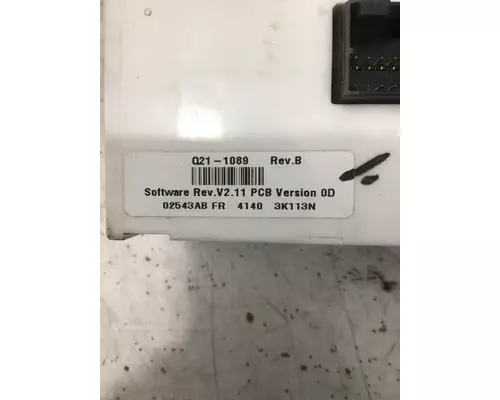 Q21-1089 Rev.B
Software Rev.V2.11 PCB Version 0D
02543AB FR 4140 3K113N